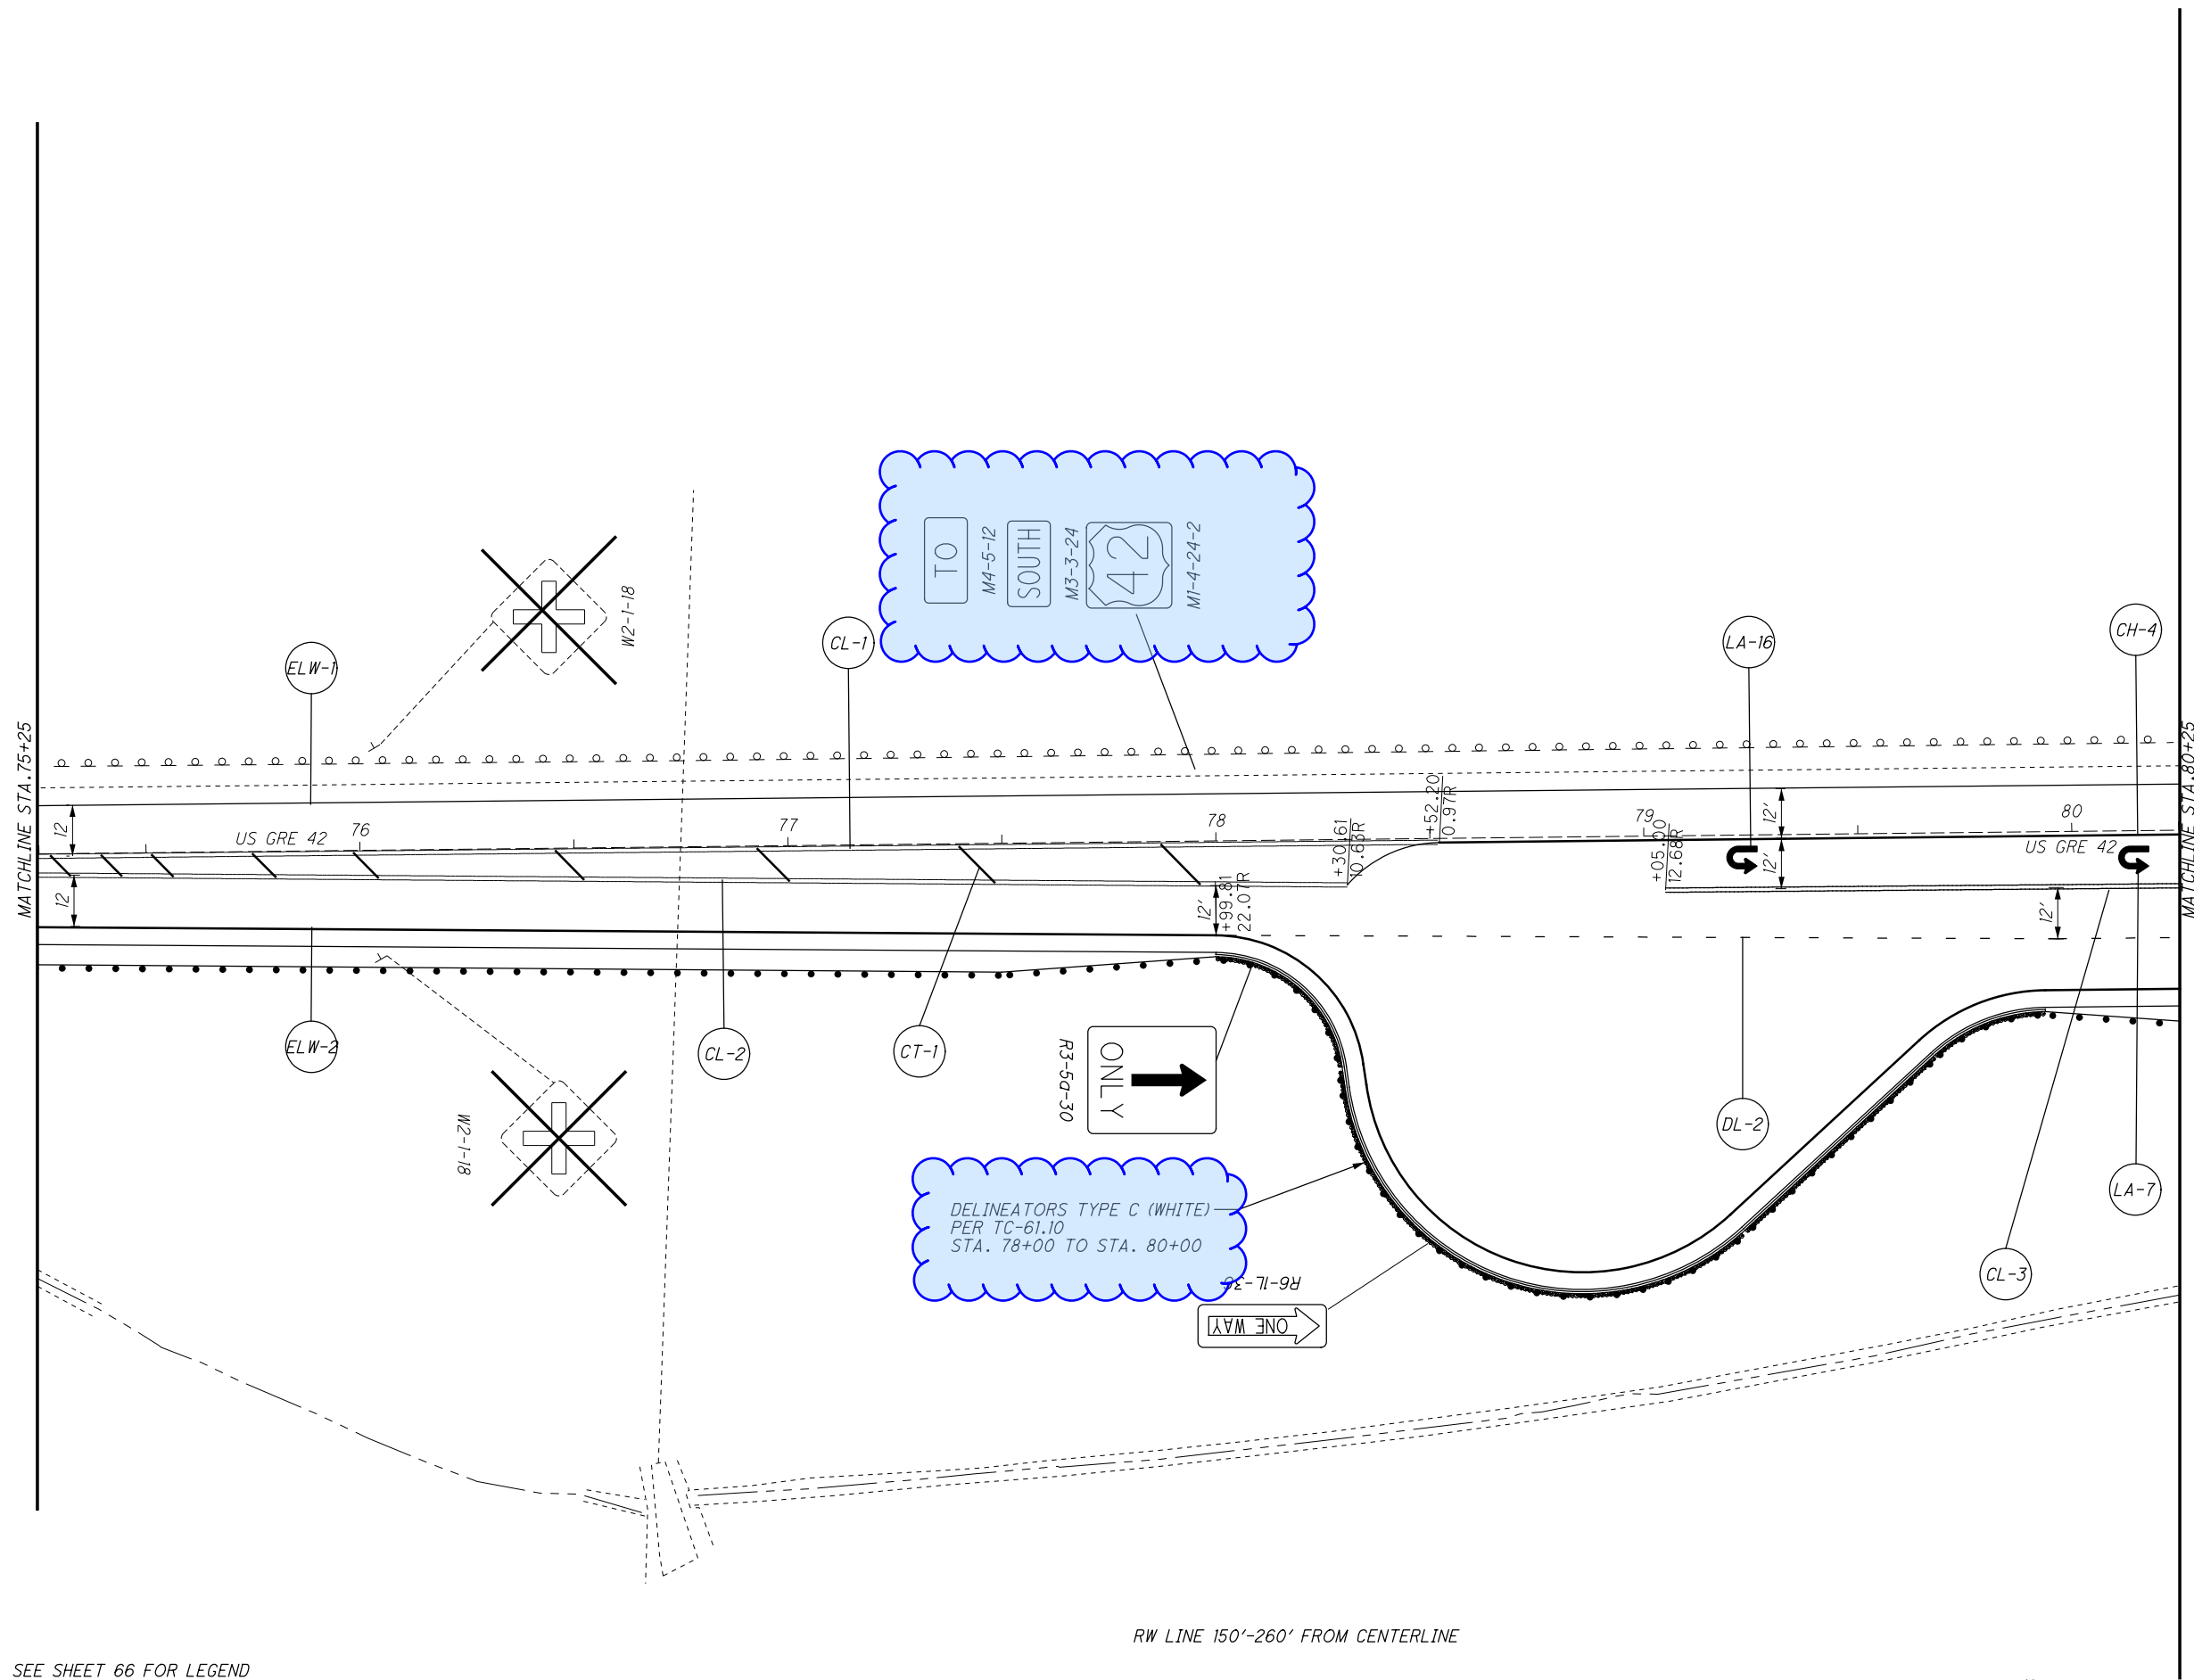 TO
M4-5-12
SOUTH
M3-3-24
42
M1-4-24-2
W2-1-18
ELW-1
CL-1
LA-16
CH-4
MATCHLINE STA.75+25
MATCHLINE STA.80+25
12
US GRE 42
76
77
78
79
80
+52.20
0.97R
+30.61
10.63R
+05.00
12.68R
12'
12'
US GRE 42
12
12'
+99.81
22.07R
12'
ELW-2
CL-2
CT-1
R3-5a-30
ONLY
DL-2
LA-7
CL-3
W2-1-18
DELINEATORS TYPE C (WHITE)
PER TC-61.10
STA. 78+00 TO STA. 80+00
R6-1L-36
ONE WAY
RW LINE 150'-260' FROM CENTERLINE
SEE SHEET 66 FOR LEGEND